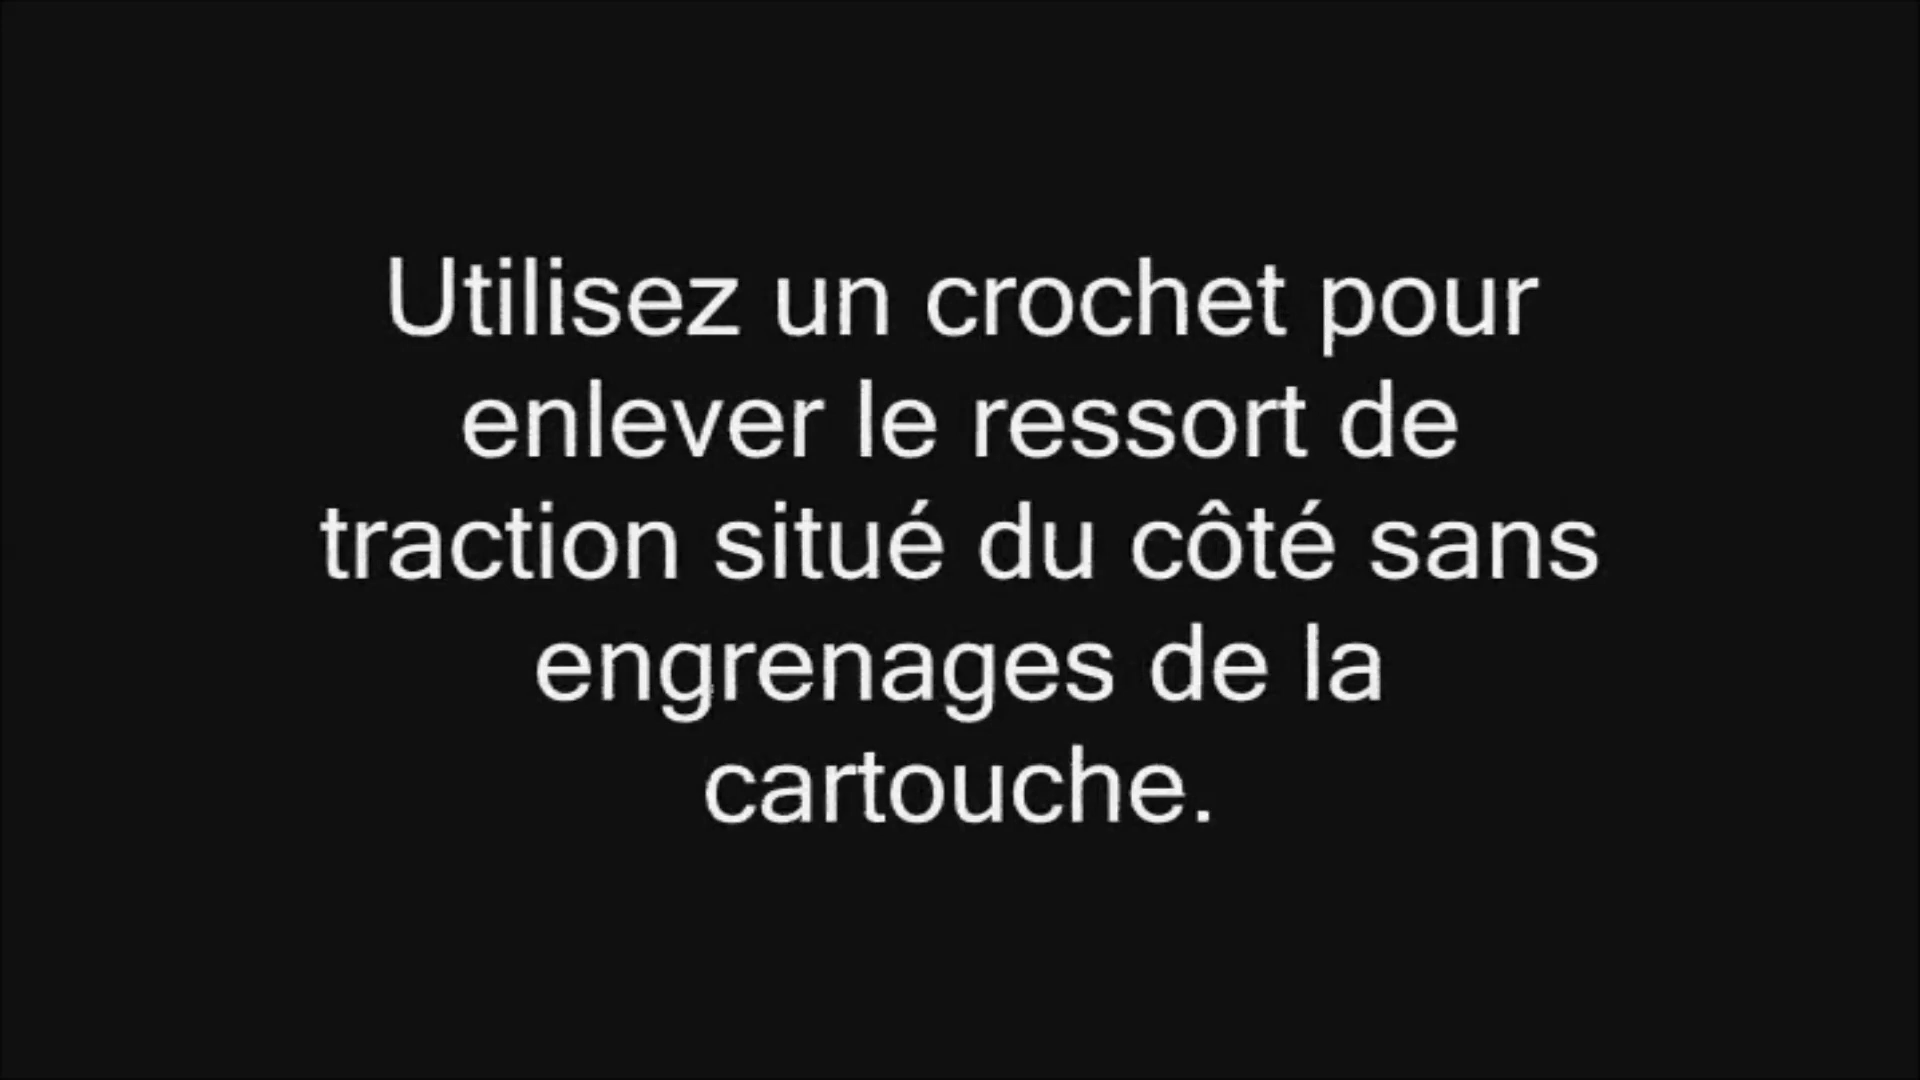 Utilisez un crochet pour
enlever le ressort de
traction situé du côté sans
engrenages de la
cartouche.